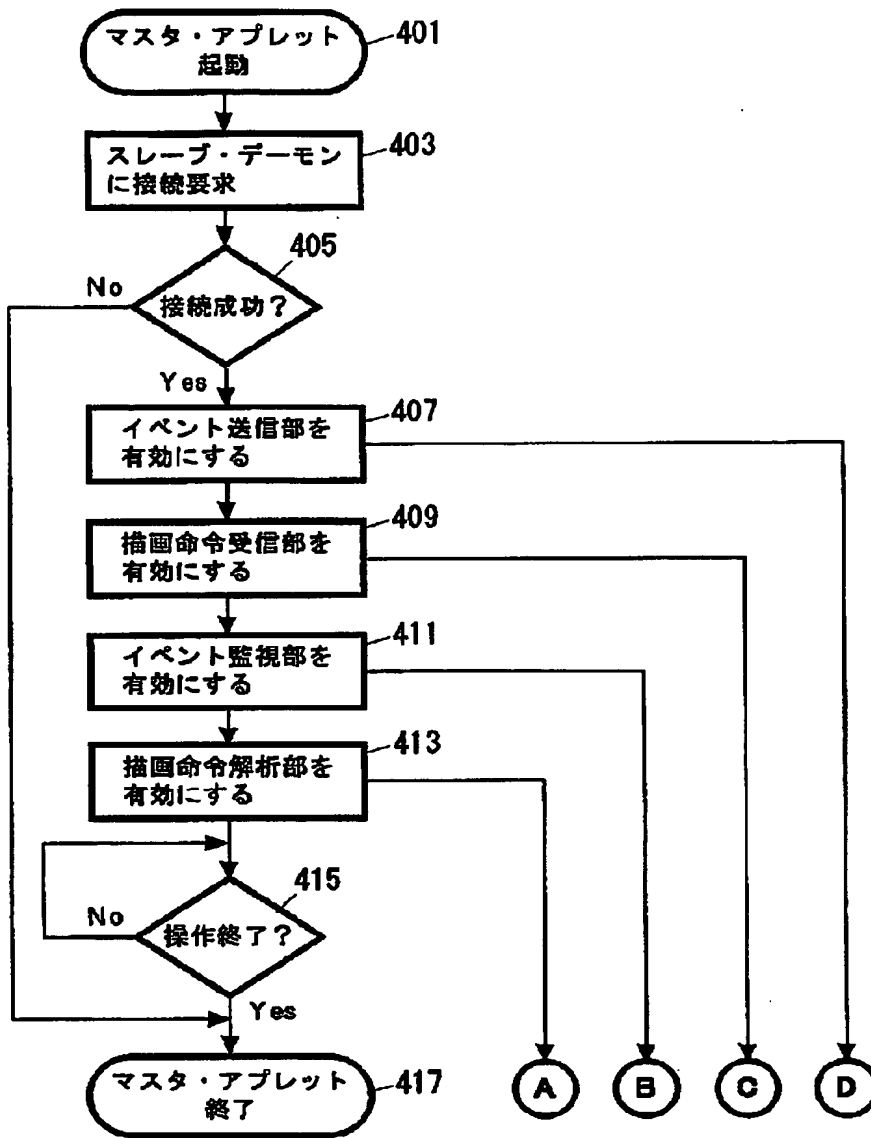 マスタ・アプレット
起動
401
スレーブ・デーモン
に接続要求
403
405
No
接続成功?
Yes
イベント送信部を
有効にする
407
描画命令受信部を
有効にする
409
イベント監視部を
有効にする
411
描画命令解析部を
有効にする
413
415
No
操作終了?
Yes
マスタ・アプレット
終了
417
A
B
C
D